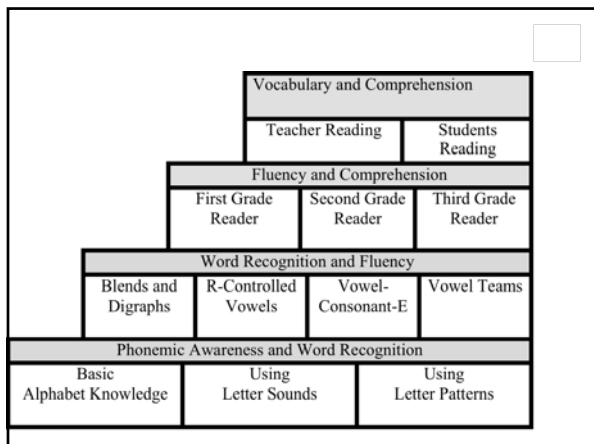 Vocabulary and Comprehension
Teacher Reading
Students
Reading
Fluency and Comprehension
First Grade
Reader
Second Grade
Reader
Third Grade
Reader
Word Recognition and Fluency
Blends and
Digraphs
R-Controlled
Vowels
Vowel-
Consonant-E
Vowel Teams
Phonemic Awareness and Word Recognition
Basic
Alphabet Knowledge
Using
Letter Sounds
Using
Letter Patterns